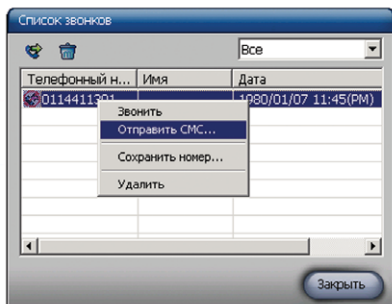 Список звонков
Все
Телефонный н... Имя Дата
0114411301 1980/01/07 11:45(PM)
Звонить
Отправить СМС...
Сохранить номер...
Удалить
Закрыть